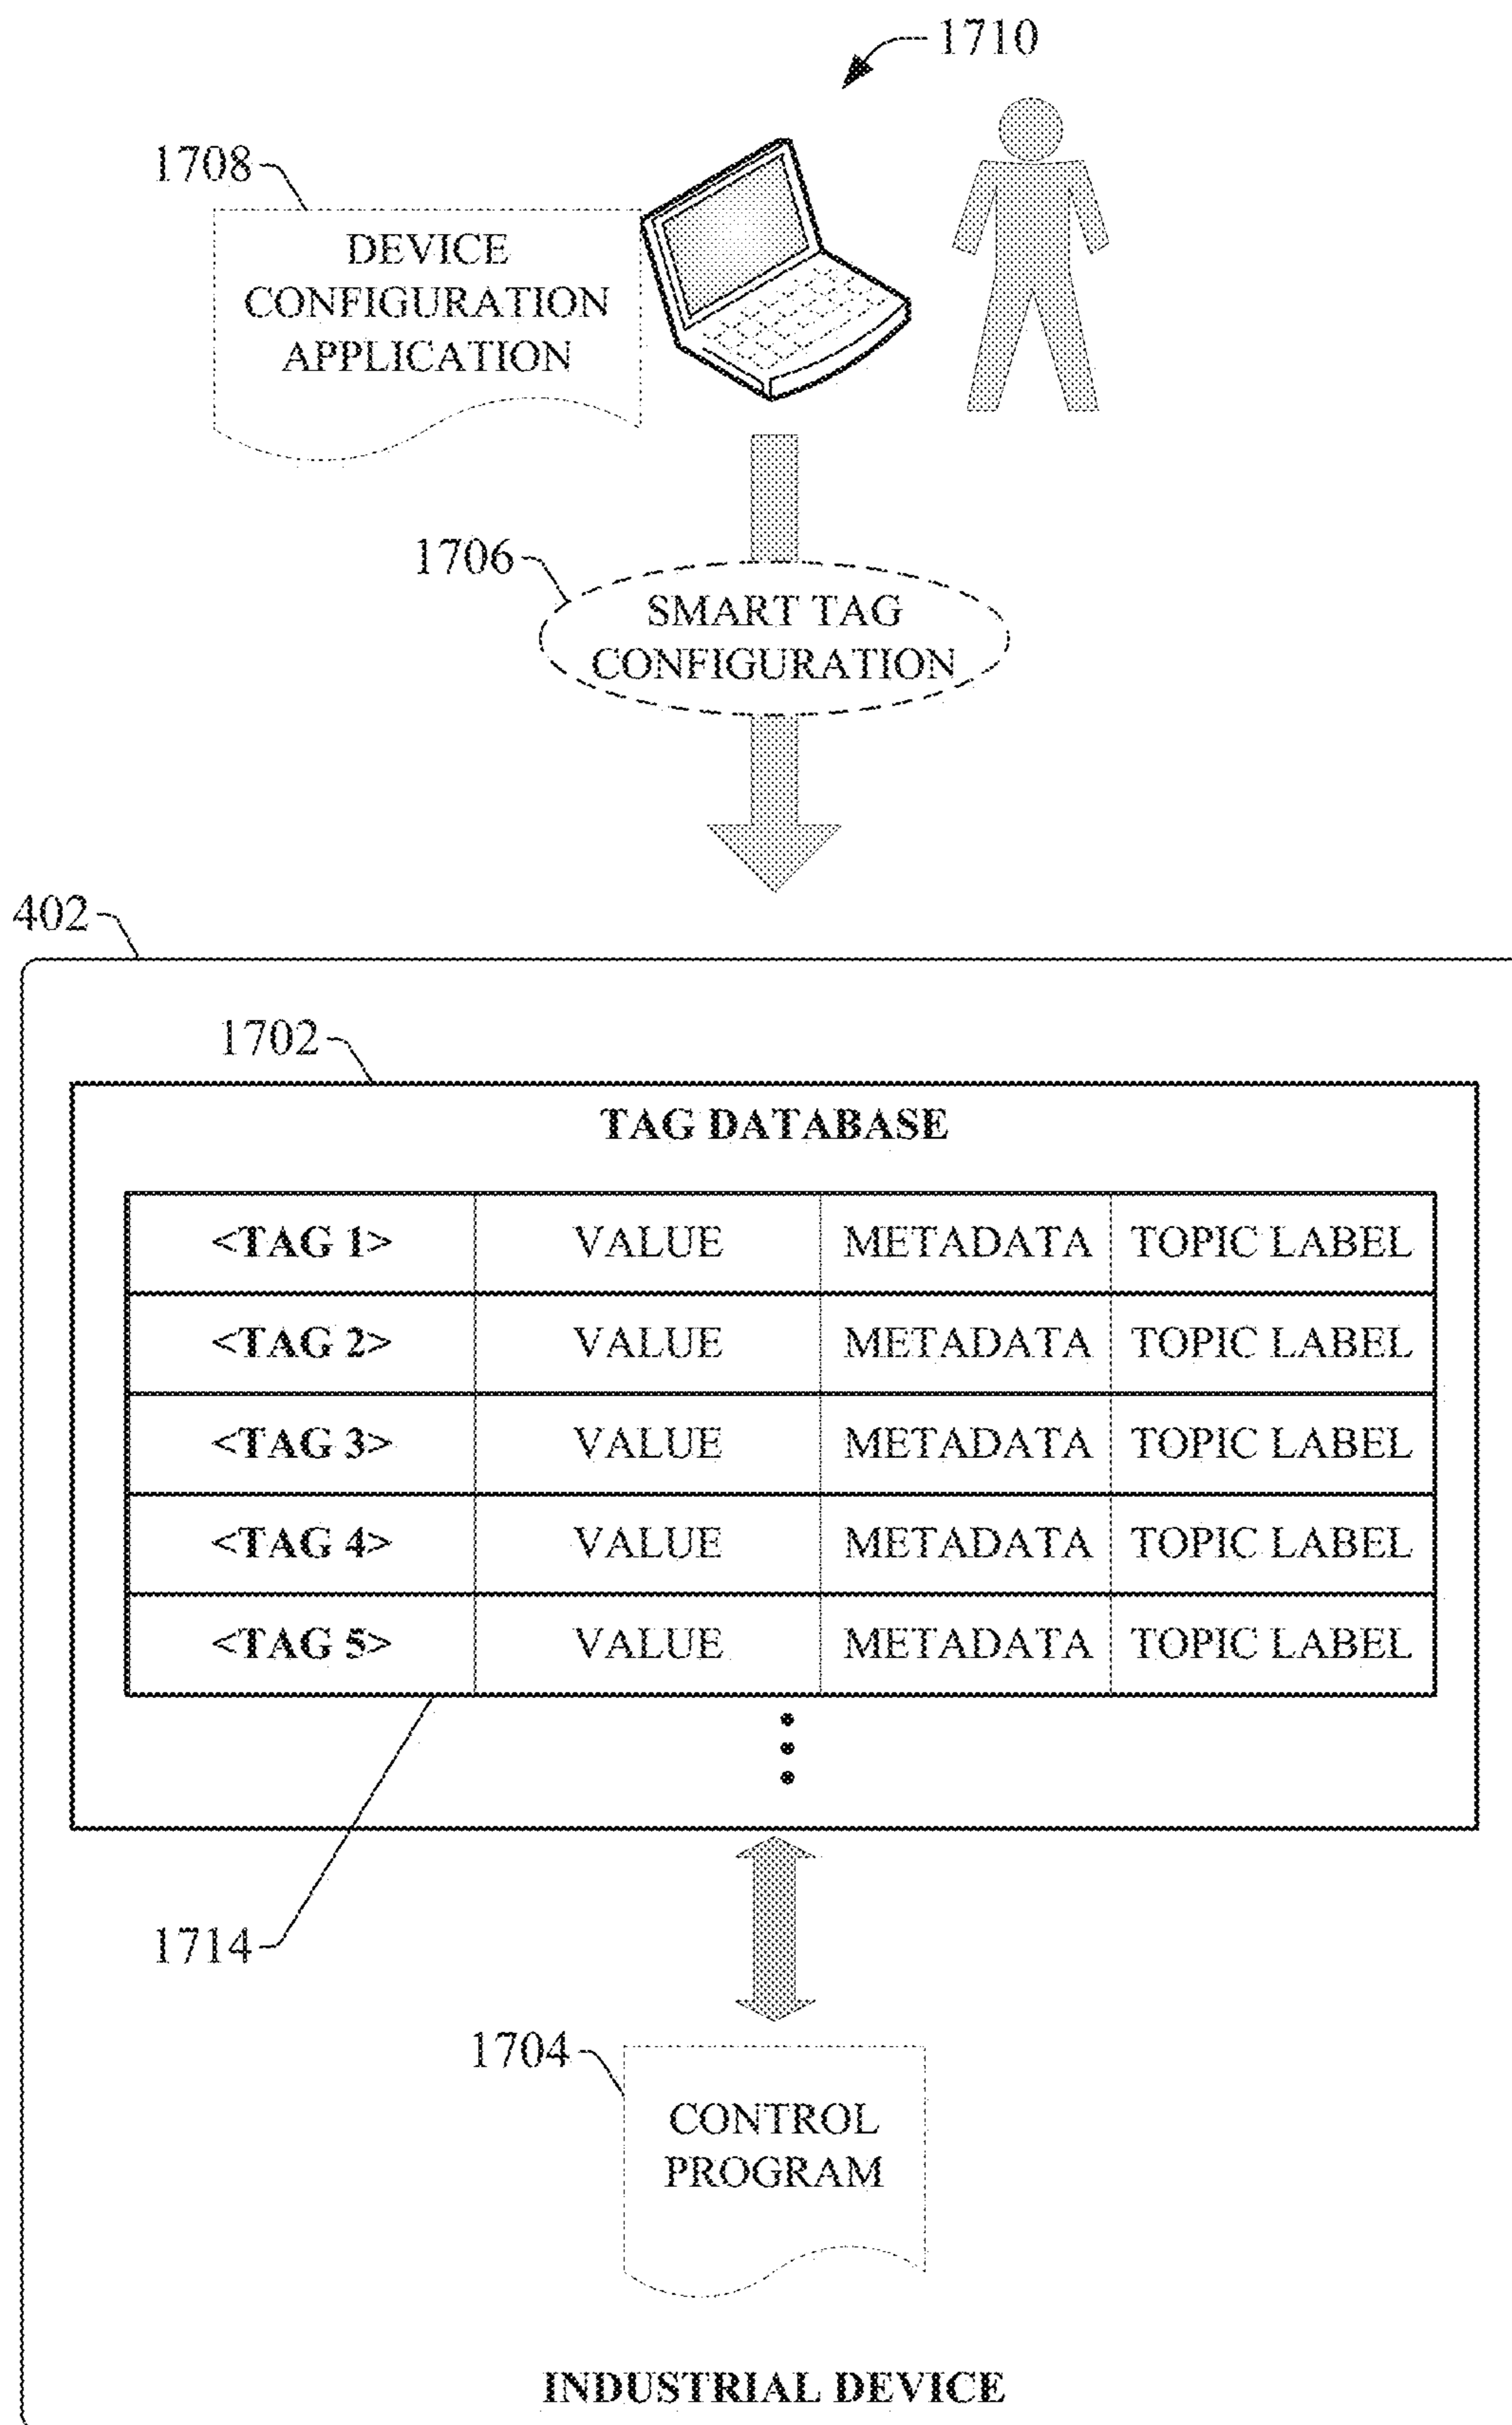 1710
1708
DEVICE
CONFIGURATION
APPLICATION
1706
SMART TAG
CONFIGURATION
402
1702
TAG DATABASE
<TAG 1> VALUE METADATA TOPIC LABEL
<TAG 2> VALUE METADATA TOPIC LABEL
<TAG 3> VALUE METADATA TOPIC LABEL
<TAG 4> VALUE METADATA TOPIC LABEL
<TAG 5> VALUE METADATA TOPIC LABEL
1714
1704
CONTROL
PROGRAM
INDUSTRIAL DEVICE